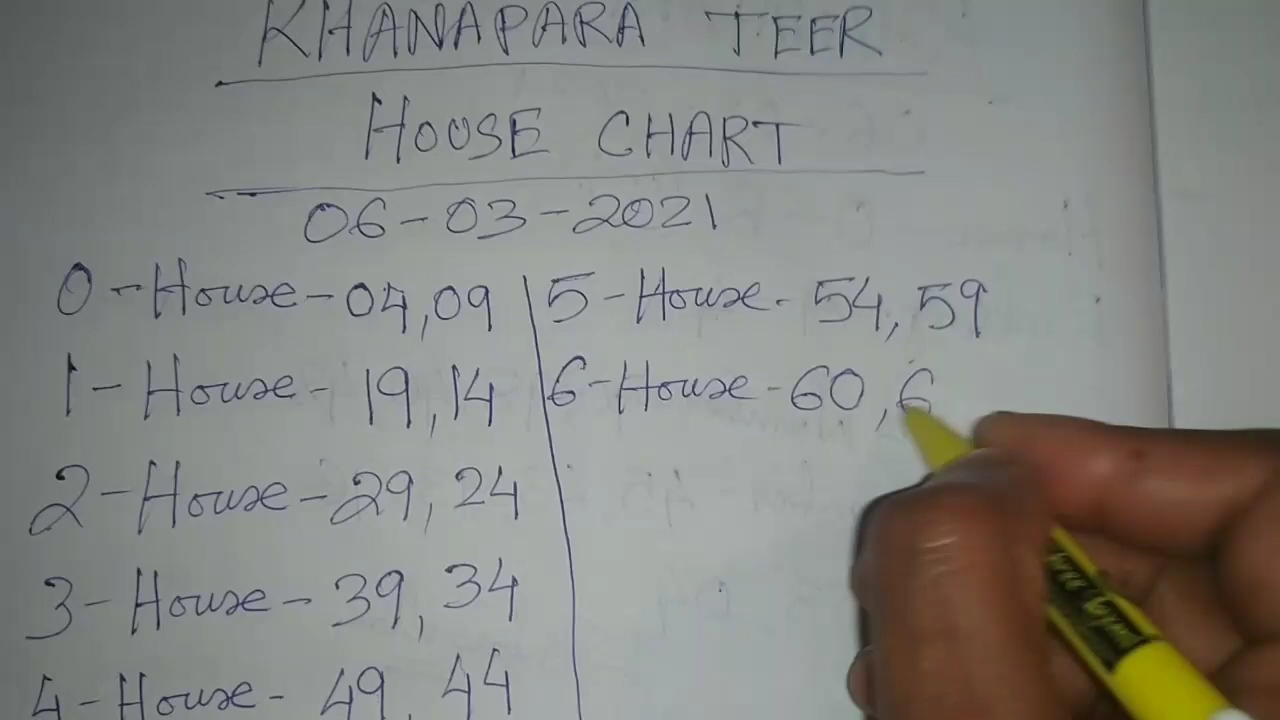 KHANAPARA TEER
HOUSE CHART
06-03-2021
0-House-04,09
1-House-19,14
2-House-29,24
3-House-39,34
4-House-49,44
5-House-54,59
6-House-60,6